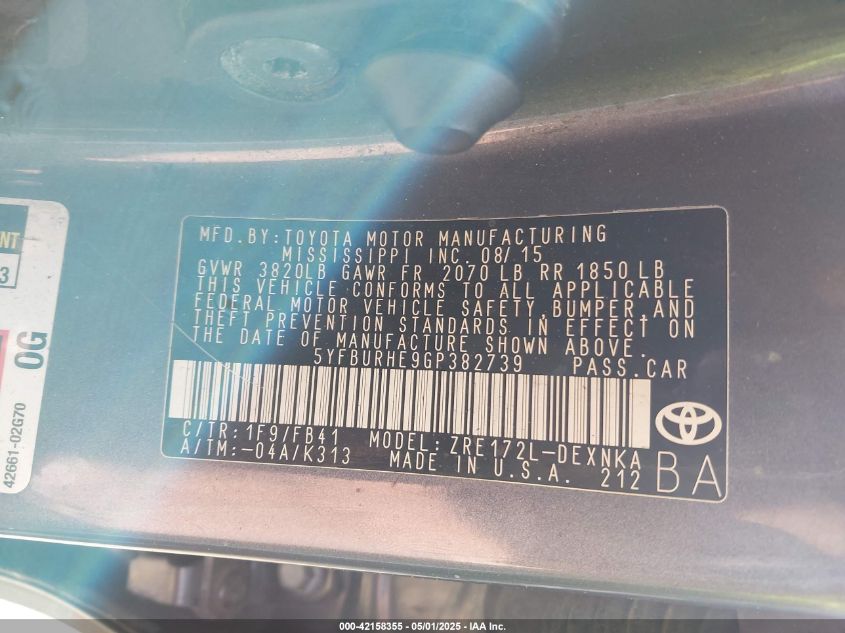 MFD.BY:TOYOTA MOTOR MANUFACTURING
MISSISSIPPI INC. 08/15
GVWR 3820LB GAWR FR 2070 LB RR 1850 LB
THIS VEHICLE CONFORMS TO ALL APPLICABLE
FEDERAL MOTOR VEHICLE SAFETY,BUMPER,AND
THEFT PREVENTION STANDARDS IN EFFECT ON
THE DATE OF MANUFACTURE SHOWN ABOVE.
5YFBURHE9GP382739 PASS.CAR
C/TR:1F9/FB41 MODEL:ZRE172L-DEXNKA
A/TM:-04A/K313 MADE IN U.S.A. 212
BA
NT
3
0G
42661-02G70
000-42158355 - 05/01/2025 - IAA Inc.